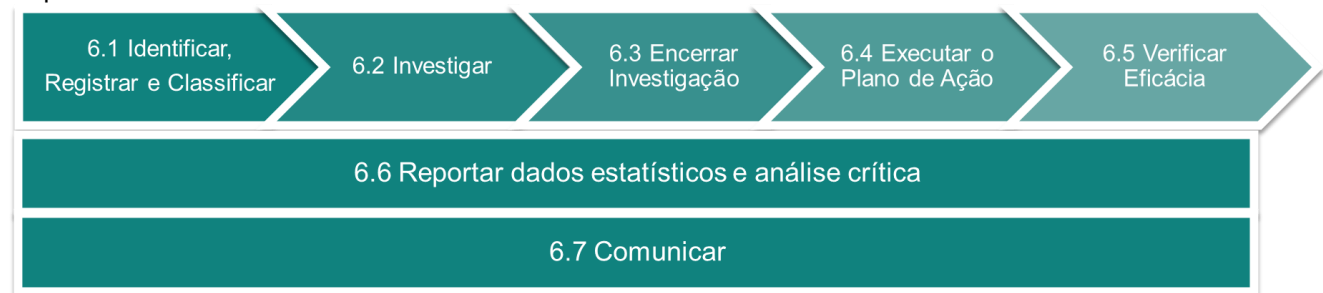 6.1 Identificar,
Registrar e Classificar
6.2 Investigar
6.3 Encerrar
Investigação
6.4 Executar o
Plano de Ação
6.5 Verificar
Eficácia
6.6 Reportar dados estatísticos e análise crítica
6.7 Comunicar